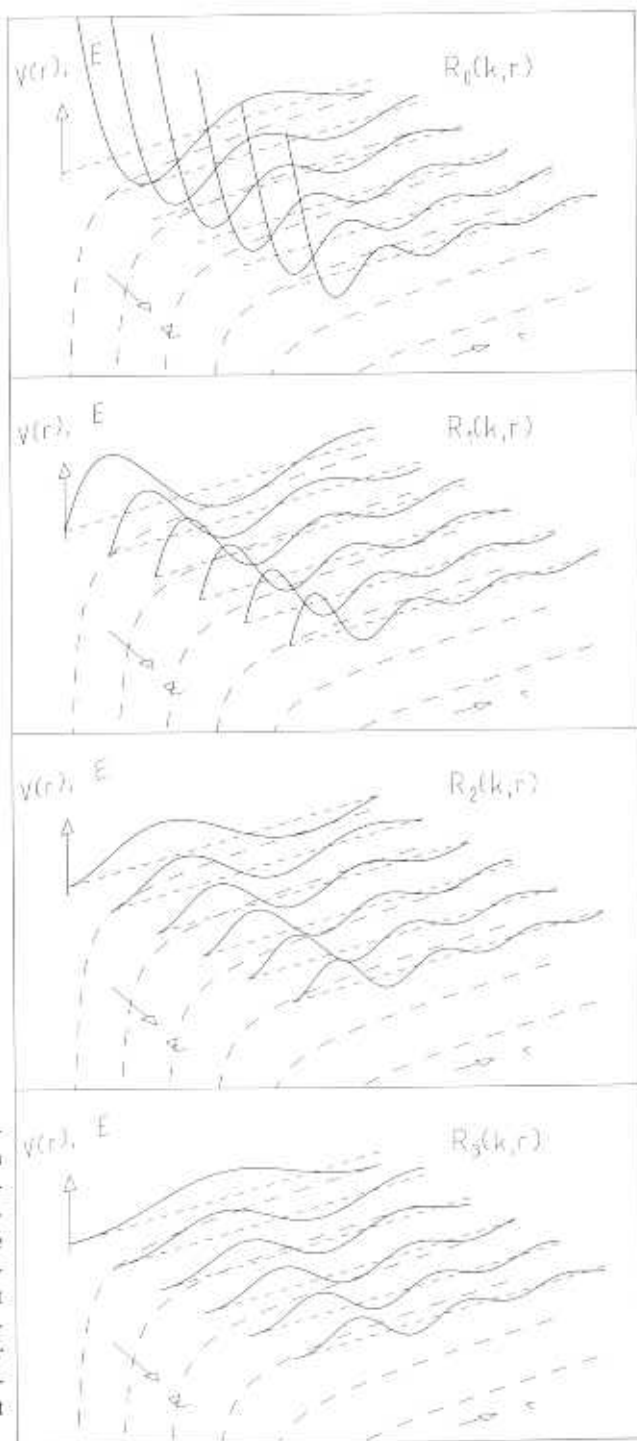 V(r), E
R₀(k,r)
r
V(r), E
R₁(k,r)
r
V(r), E
R₂(k,r)
r
V(r), E
R₃(k,r)
r